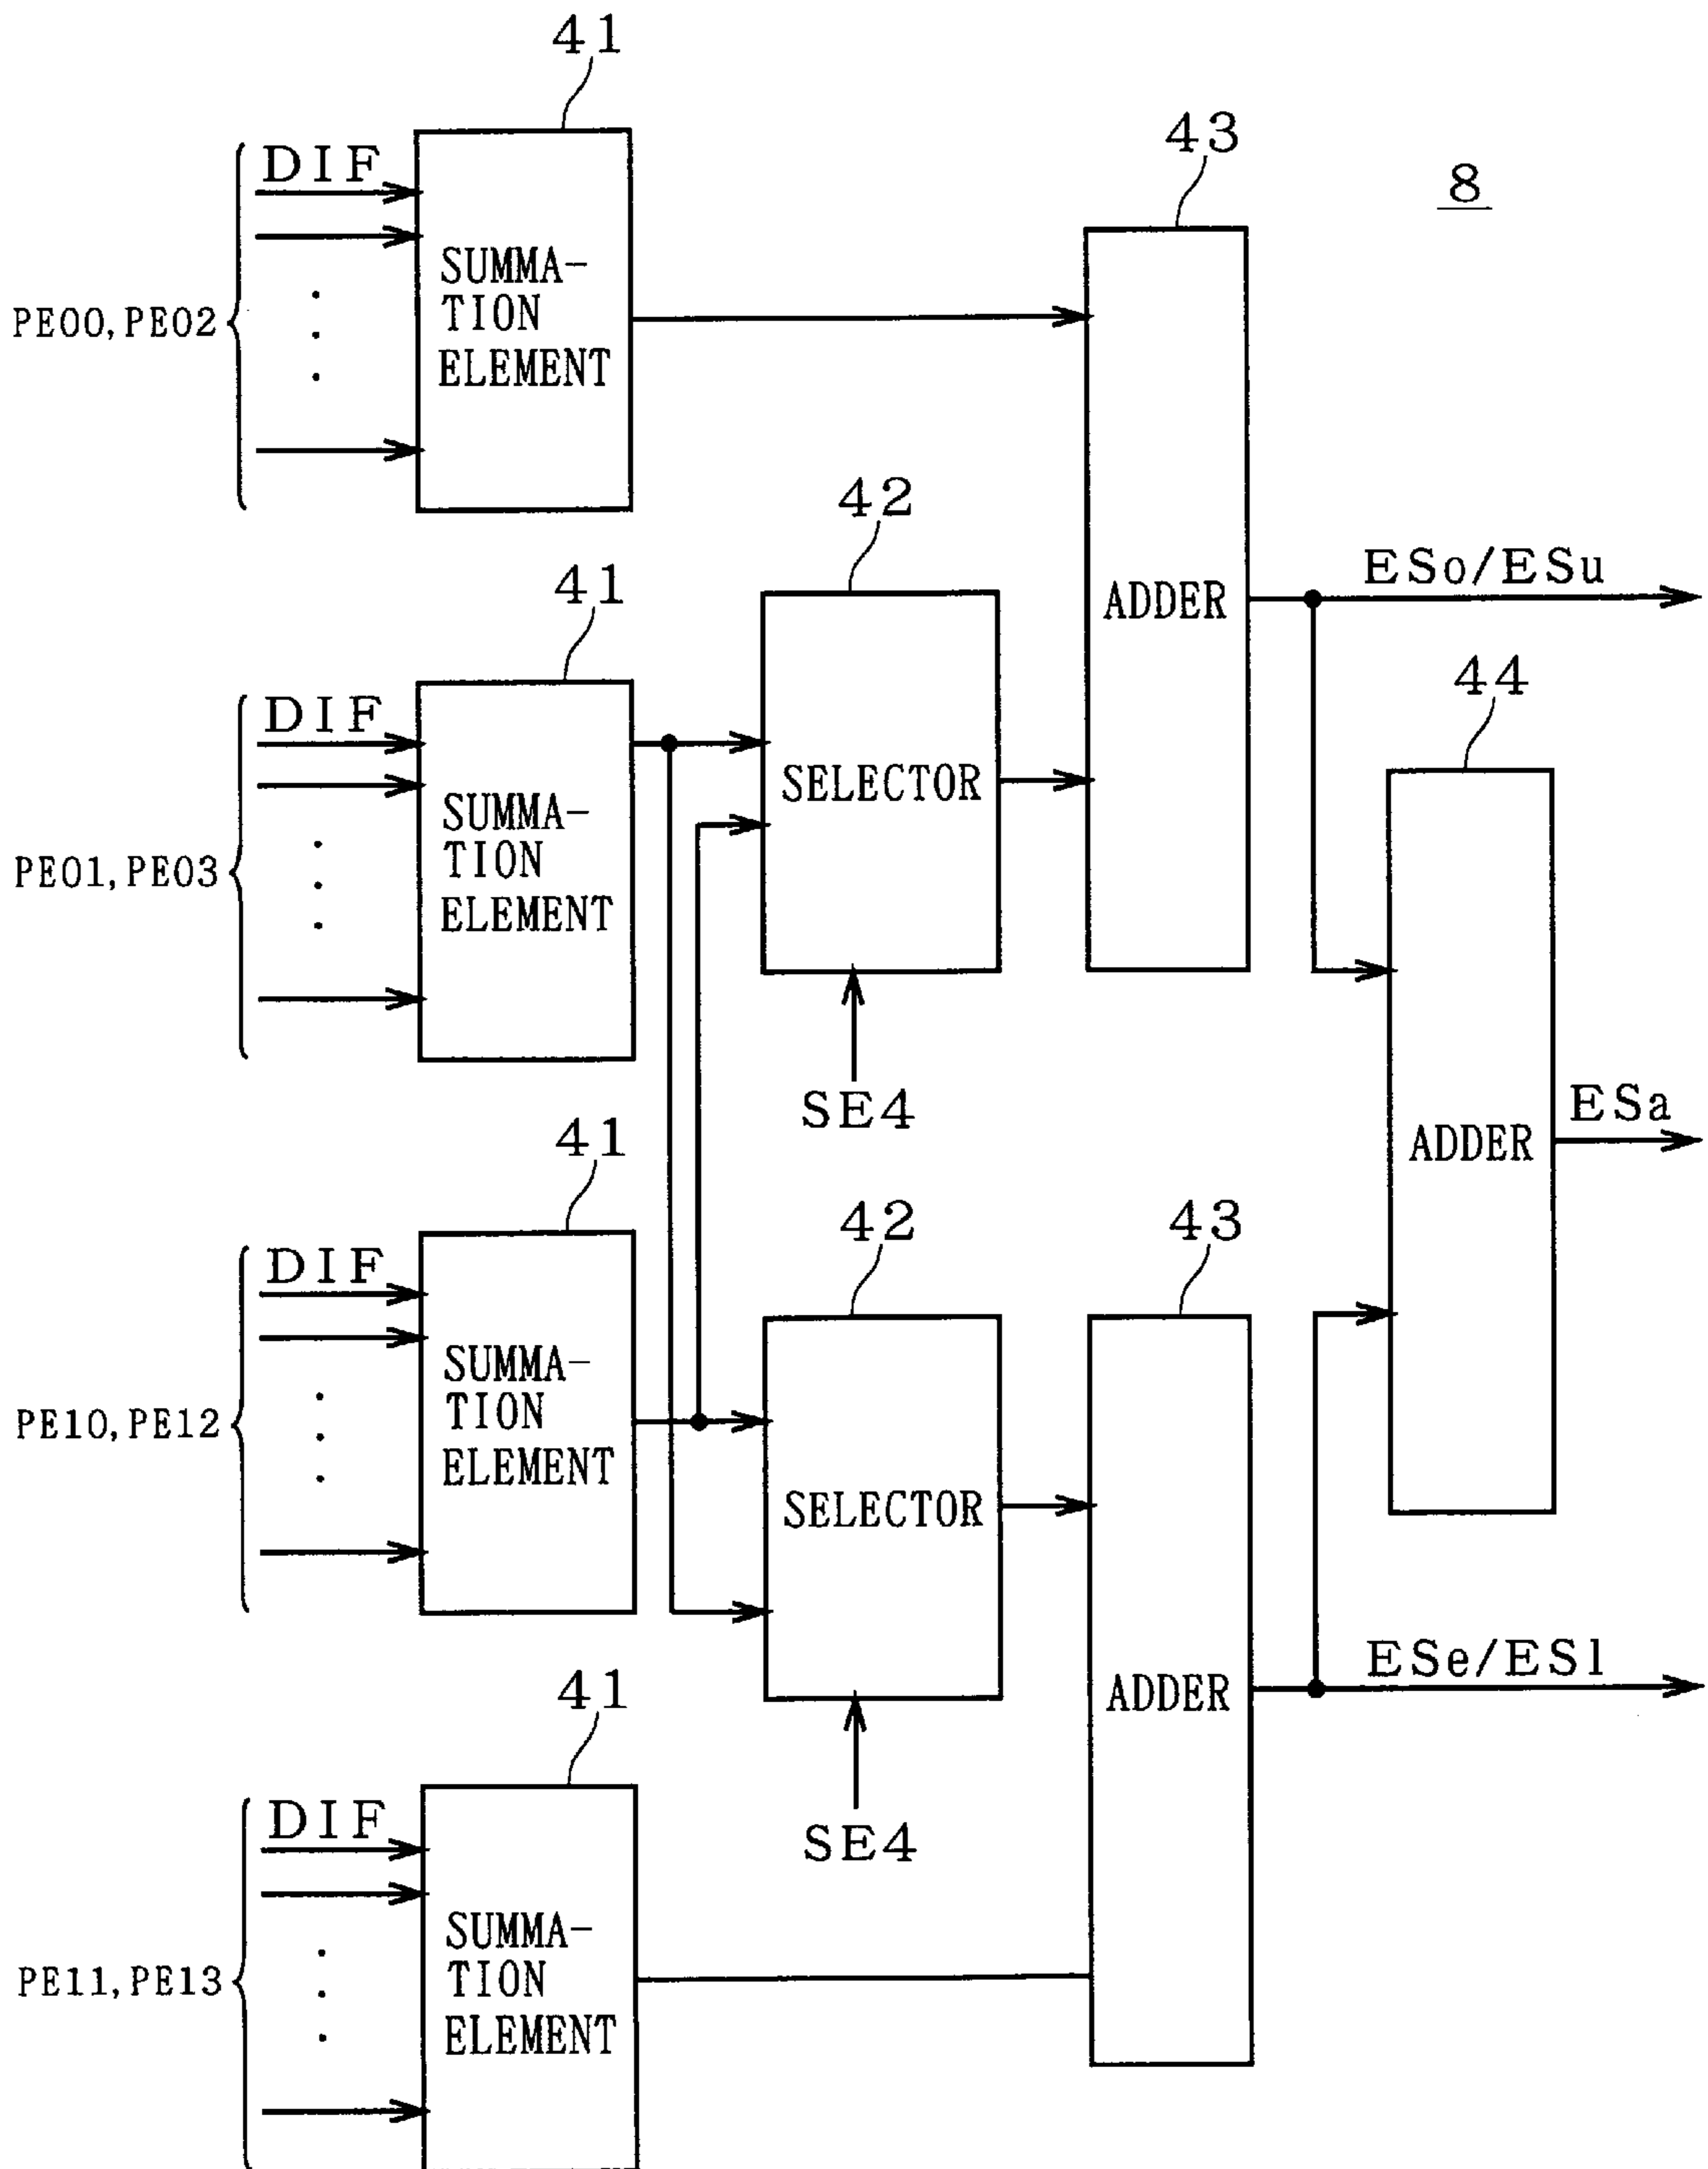 41
43
8
DIF
SUMMA-
TION
ELEMENT
PE00, PE02
42
ESo/ESu
41
ADDER
44
DIF
SELECTOR
SUMMA-
TION
ELEMENT
PE01, PE03
SE4
ESa
ADDER
41
42
43
DIF
SUMMA-
TION
ELEMENT
PE10, PE12
SELECTOR
ESe/ESl
41
ADDER
DIF
SE4
SUMMA-
TION
ELEMENT
PE11, PE13